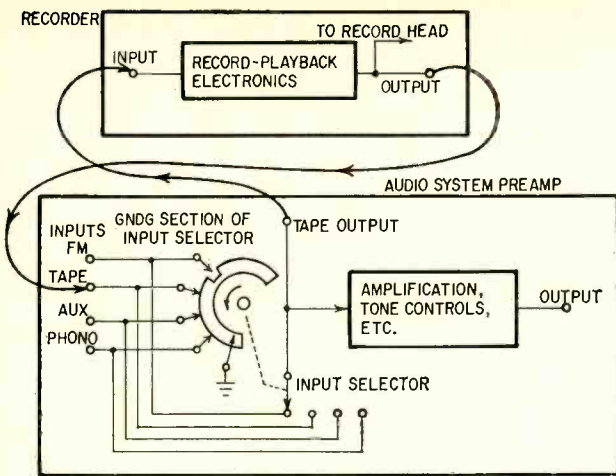 RECORDER
TO RECORD HEAD
INPUT
RECORD-PLAYBACK
ELECTRONICS
OUTPUT
AUDIO SYSTEM PREAMP
INPUTS
FM
GNDG SECTION OF
INPUT SELECTOR
TAPE OUTPUT
TAPE
AUX
PHONO
AMPLIFICATION,
TONE CONTROLS,
ETC.
OUTPUT
INPUT SELECTOR